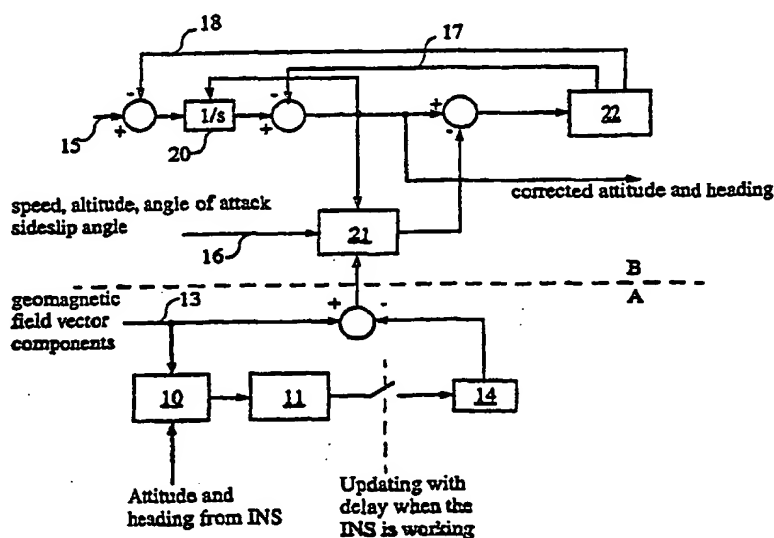 18
17
-
-
15
+
1/s
+
+
-
22
20
corrected attitude and heading
speed, altitude, angle of attack
sideslip angle
16
21
B
A
geomagnetic
field vector
components
13
+
-
10
11
14
Attitude and
heading from INS
Updating with
delay when the
INS is working